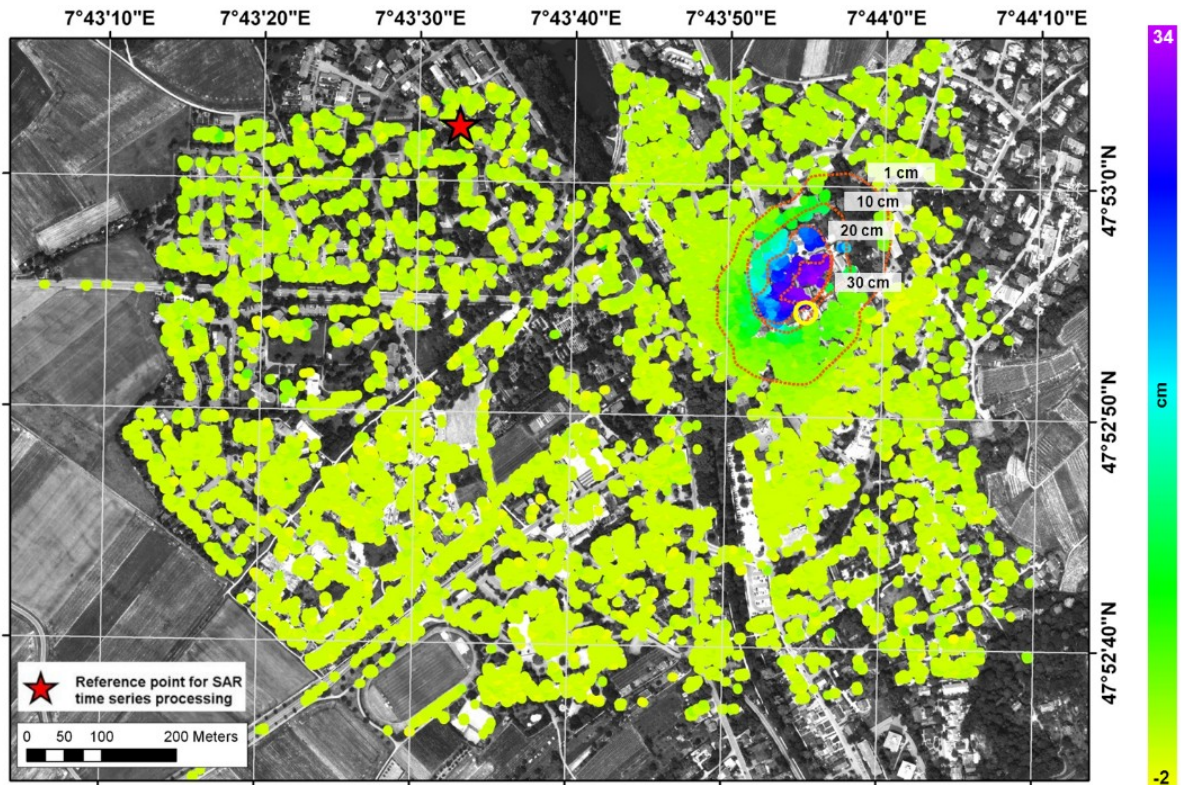 7°43'10"E 7°43'20"E 7°43'30"E 7°43'40"E 7°43'50"E 7°44'0"E 7°44'10"E
34
1 cm
10 cm
20 cm
30 cm
47°53'0"N
47°52'50"N
47°52'40"N
cm
-2
Reference point for SAR
time series processing
0 50 100 200 Meters